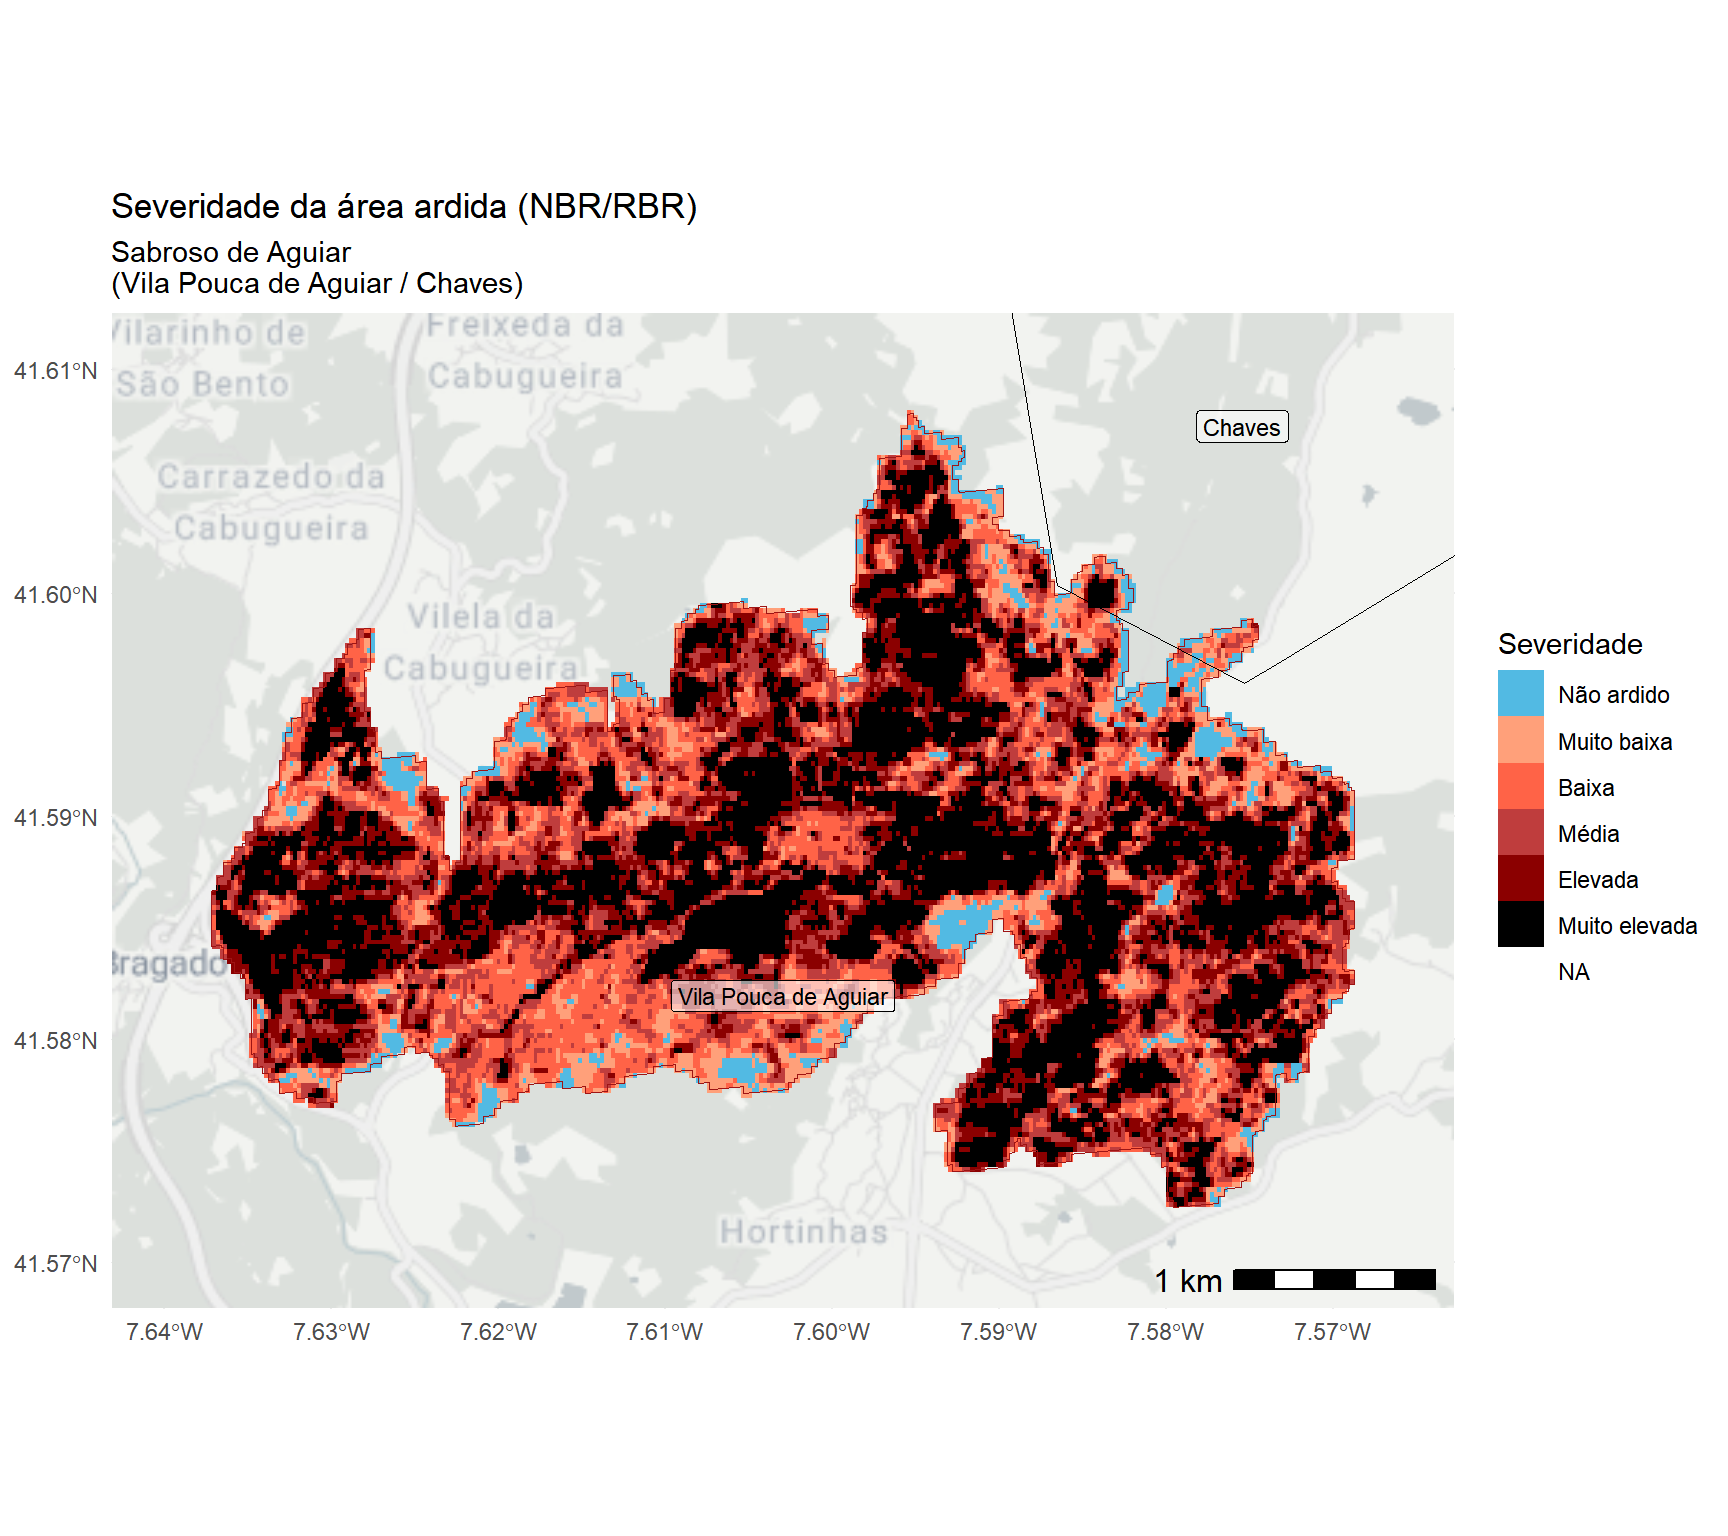 Severidade da área ardida (NBR/RBR)
Sabroso de Aguiar
(Vila Pouca de Aguiar / Chaves)
Vilarinho de
São Bento
Freixeda da
Cabugueira
41.61°N
Chaves
Carrazedo da
Cabugueira
41.60°N
Vilela da
Cabugueira
Severidade
Não ardido
Muito baixa
Baixa
Média
Elevada
Muito elevada
NA
41.59°N
Bragado
Vila Pouca de Aguiar
41.58°N
Hortinhas
41.57°N
1 km
7.64°W
7.63°W
7.62°W
7.61°W
7.60°W
7.59°W
7.58°W
7.57°W